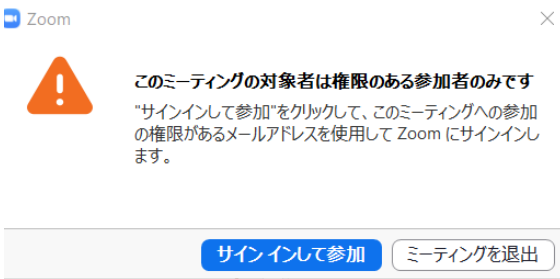 Zoom
このミーティングの対象者は権限のある参加者のみです
"サインインして参加"をクリックして、このミーティングへの参加
の権限があるメールアドレスを使用して Zoom にサインインし
ます。
サイン インして参加
ミーティングを退出